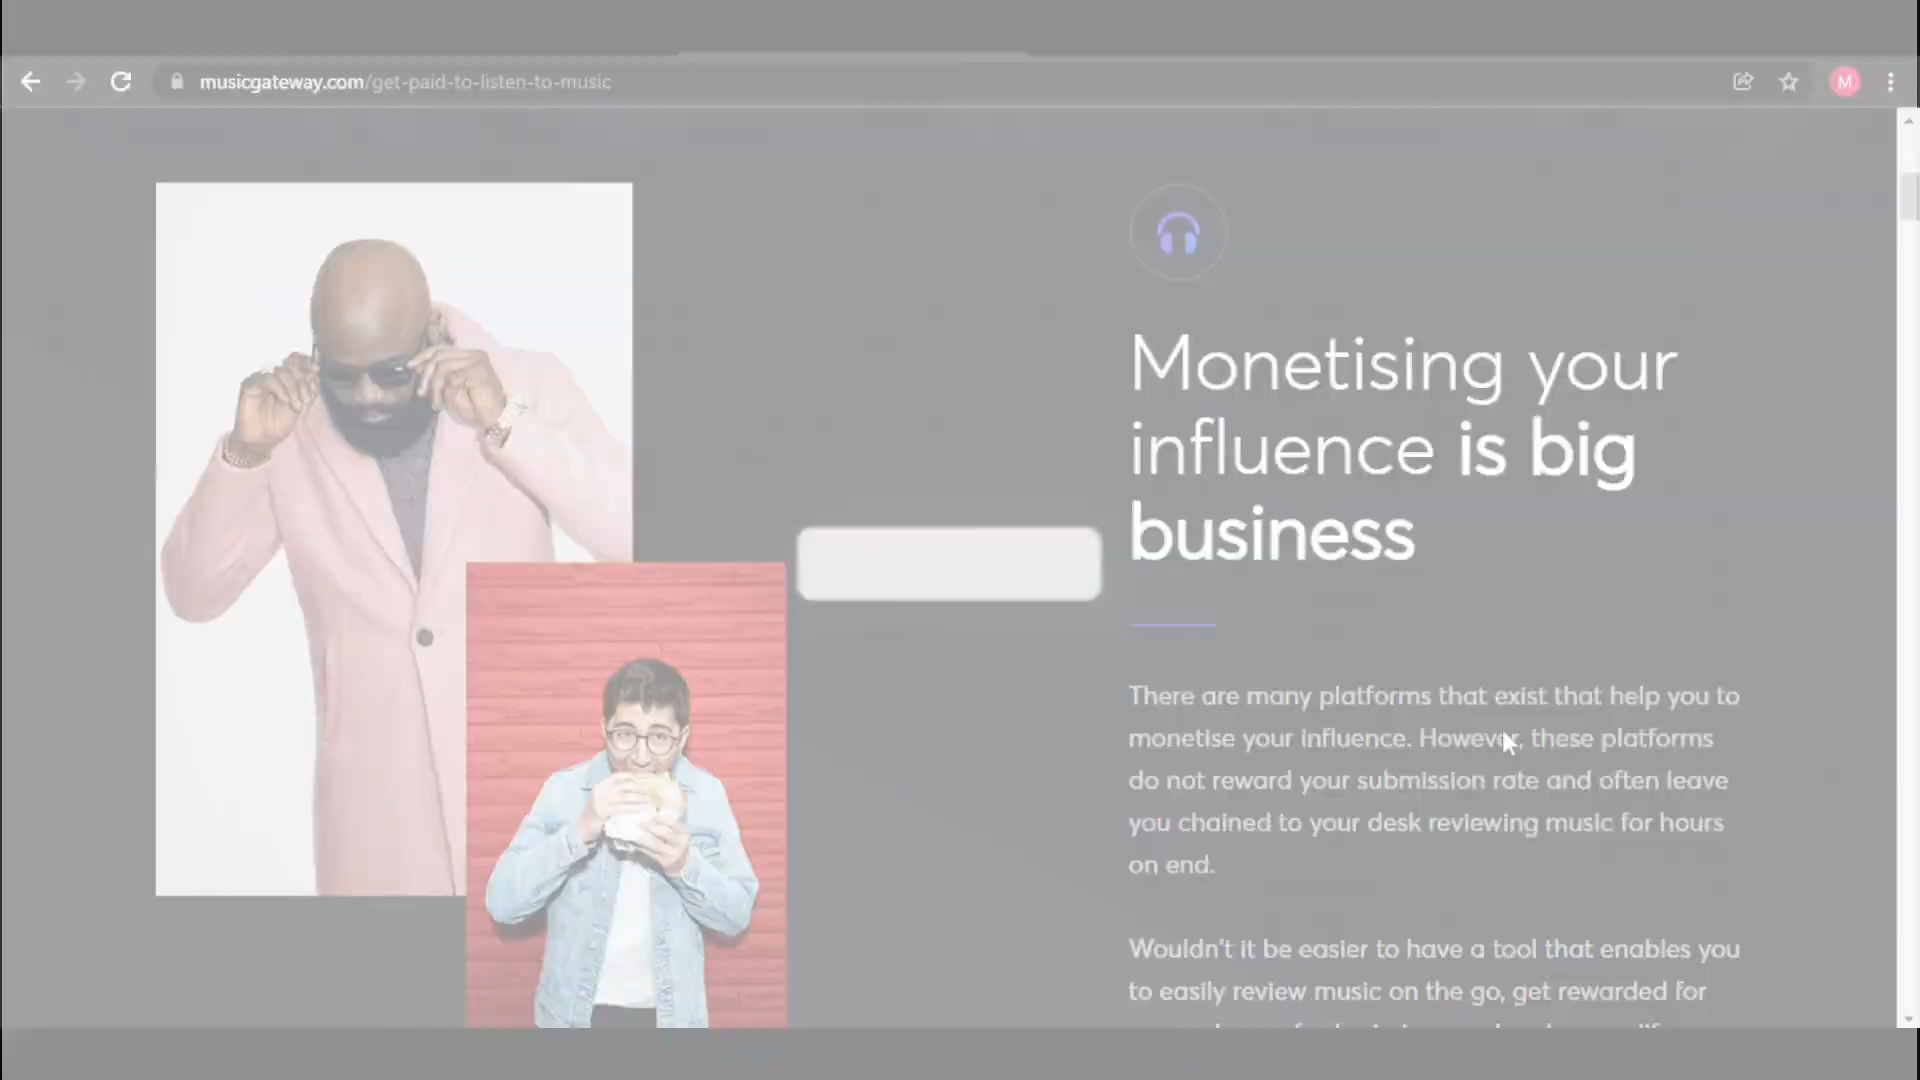 musicgateway.com/get-paid-to-listen-to-music
M
Monetising your
influence is big
business
There are many platforms that exist that help you to
monetise your influence. However, these platforms
do not reward your submission rate and often leave
you chained to your desk reviewing music for hours
on end.
Wouldn't it be easier to have a tool that enables you
to easily review music on the go, get rewarded for